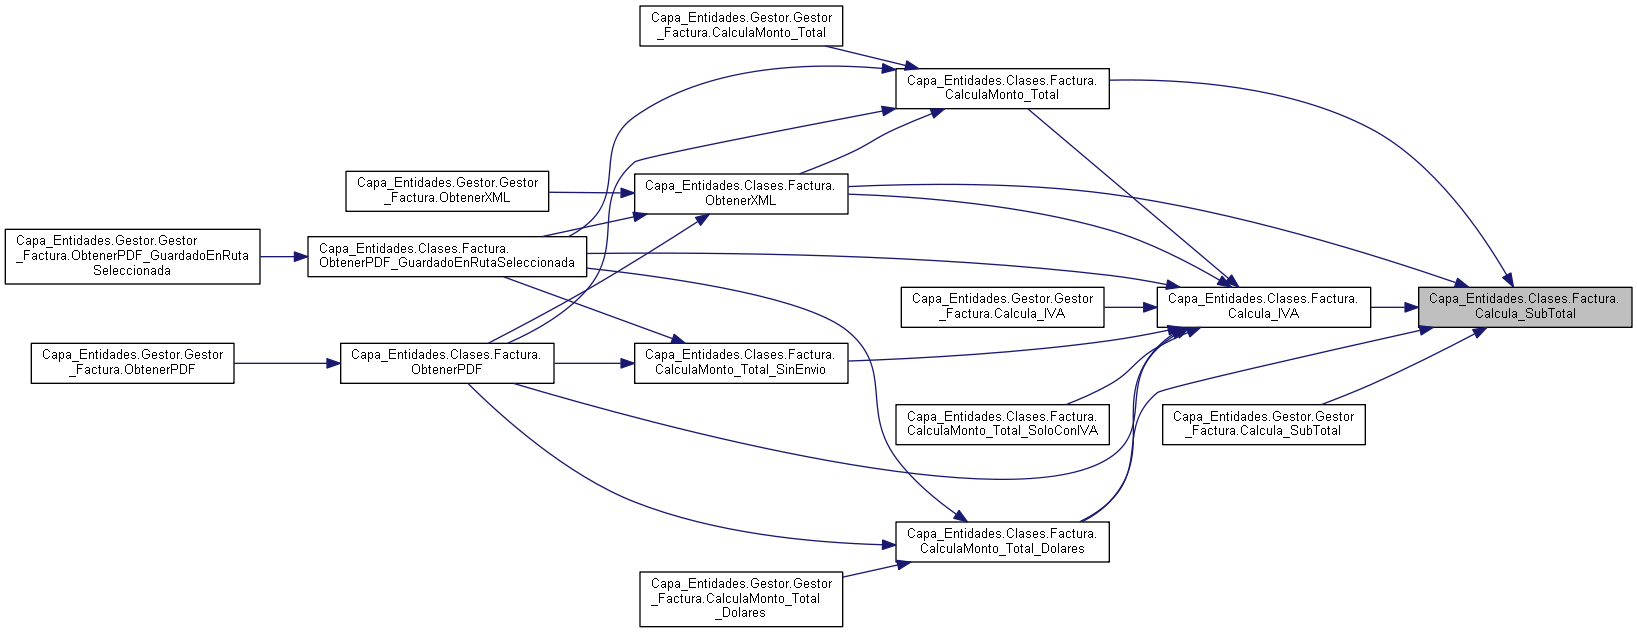 Capa_Entidades.Gestor.Gestor
_Factura.CalculaMonto_Total
Capa_Entidades.Clases.Factura.
CalculaMonto_Total
Capa_Entidades.Gestor.Gestor
_Factura.ObtenerXML
Capa_Entidades.Clases.Factura.
ObtenerXML
Capa_Entidades.Gestor.Gestor
_Factura.ObtenerPDF_GuardadoEnRuta
Seleccionada
Capa_Entidades.Clases.Factura.
ObtenerPDF_GuardadoEnRutaSeleccionada
Capa_Entidades.Gestor.Gestor
_Factura.Calcula_IVA
Capa_Entidades.Clases.Factura.
Calcula_IVA
Capa_Entidades.Clases.Factura.
Calcula_SubTotal
Capa_Entidades.Gestor.Gestor
_Factura.ObtenerPDF
Capa_Entidades.Clases.Factura.
ObtenerPDF
Capa_Entidades.Clases.Factura.
CalculaMonto_Total_SinEnvio
Capa_Entidades.Clases.Factura.
CalculaMonto_Total_SoloConIVA
Capa_Entidades.Gestor.Gestor
_Factura.Calcula_SubTotal
Capa_Entidades.Clases.Factura.
CalculaMonto_Total_Dolares
Capa_Entidades.Gestor.Gestor
_Factura.CalculaMonto_Total
_Dolares